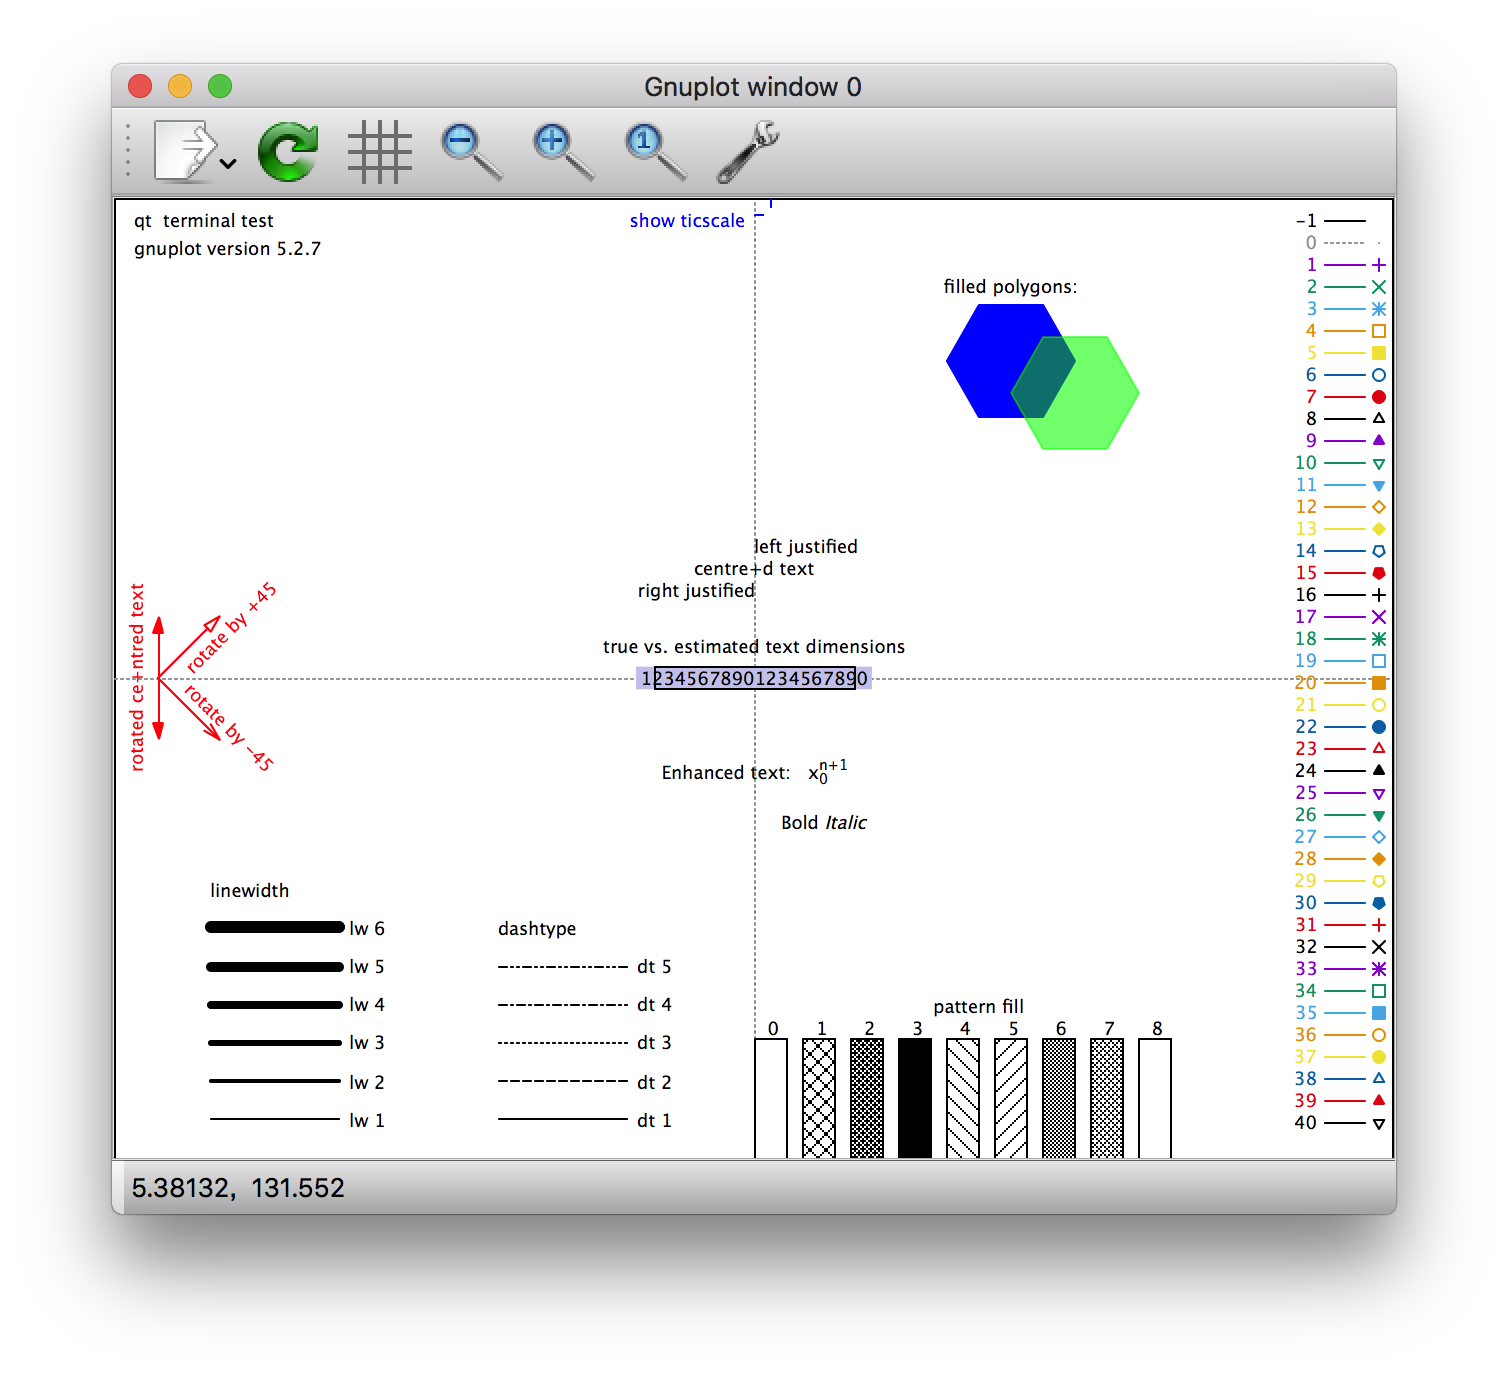 Gnuplot window 0
1
qt  terminal test
gnuplot version 5.2.7
show ticscale
filled polygons:
left justified
centre+d text
right justified
true vs. estimated text dimensions
12345678901234567890
rotated ce+ntred text
rotate by +45
rotate by −45
Enhanced text:   x₀ⁿ⁺¹
Bold Italic
linewidth
lw 6
lw 5
lw 4
lw 3
lw 2
lw 1
dashtype
dt 5
dt 4
dt 3
dt 2
dt 1
pattern fill
0 1 2 3 4 5 6 7 8
−1
0
1
2
3
4
5
6
7
8
9
10
11
12
13
14
15
16
17
18
19
20
21
22
23
24
25
26
27
28
29
30
31
32
33
34
35
36
37
38
39
40
5.38132,  131.552